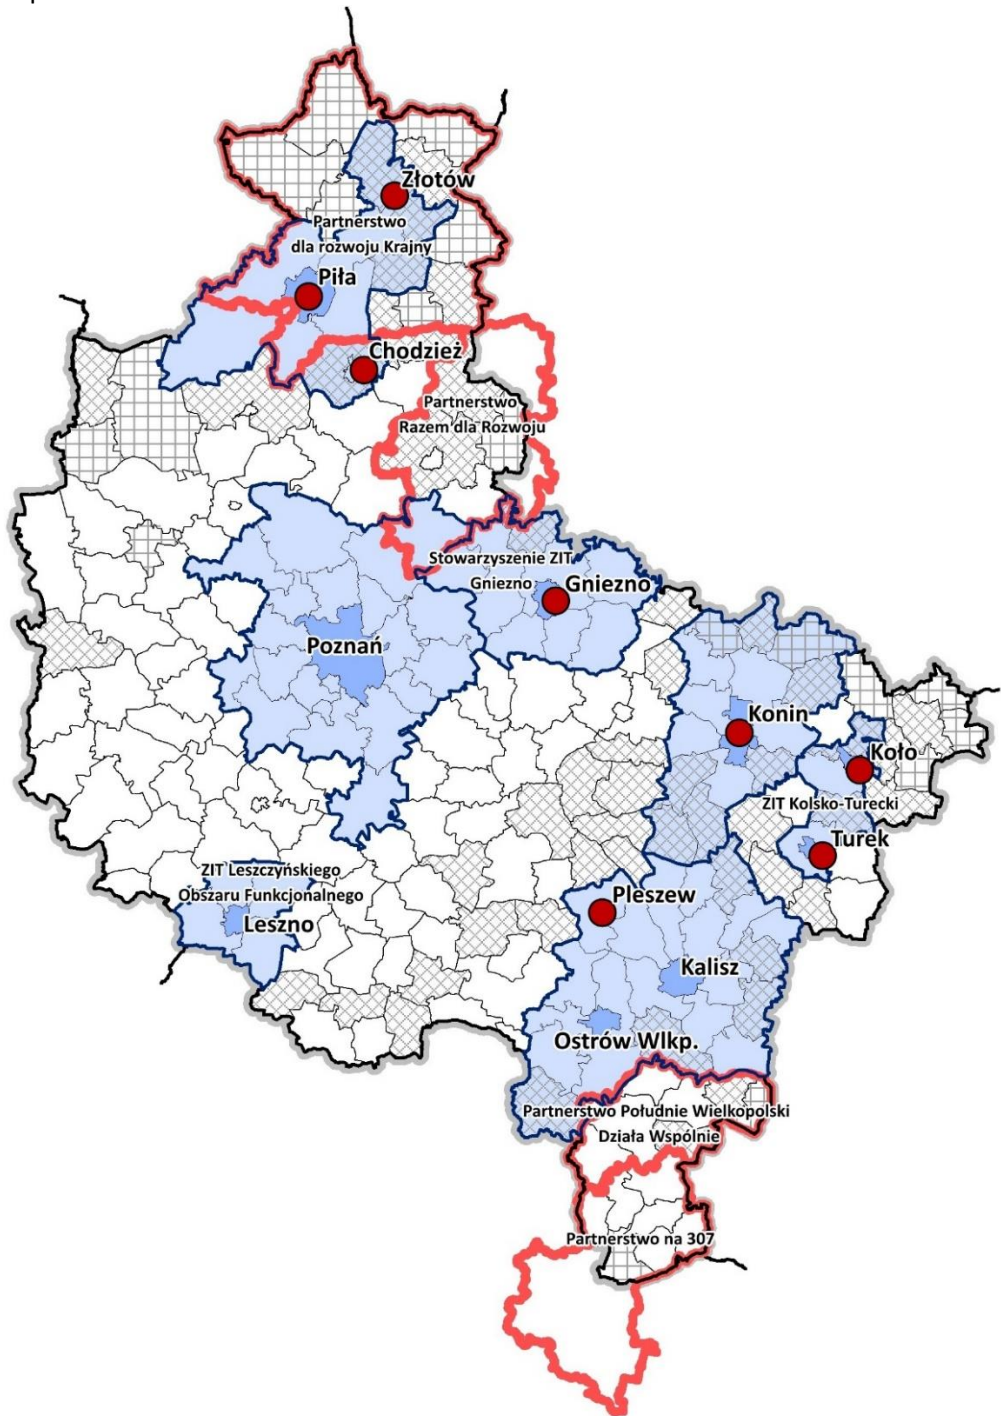 Złotów
Partnerstwo
dla rozwoju Krajny
Piła
Chodzież
Partnerstwo
Razem dla Rozwoju
Stowarzyszenie ZIT
Gniezno
Gniezno
Poznań
Konin
Koło
ZIT Kolsko-Turecki
Turek
ZIT Leszczyńskiego
Obszaru Funkcjonalnego
Leszno
Pleszew
Kalisz
Ostrów Wlkp.
Partnerstwo Południe Wielkopolski
Działa Wspólnie
Partnerstwo na 307